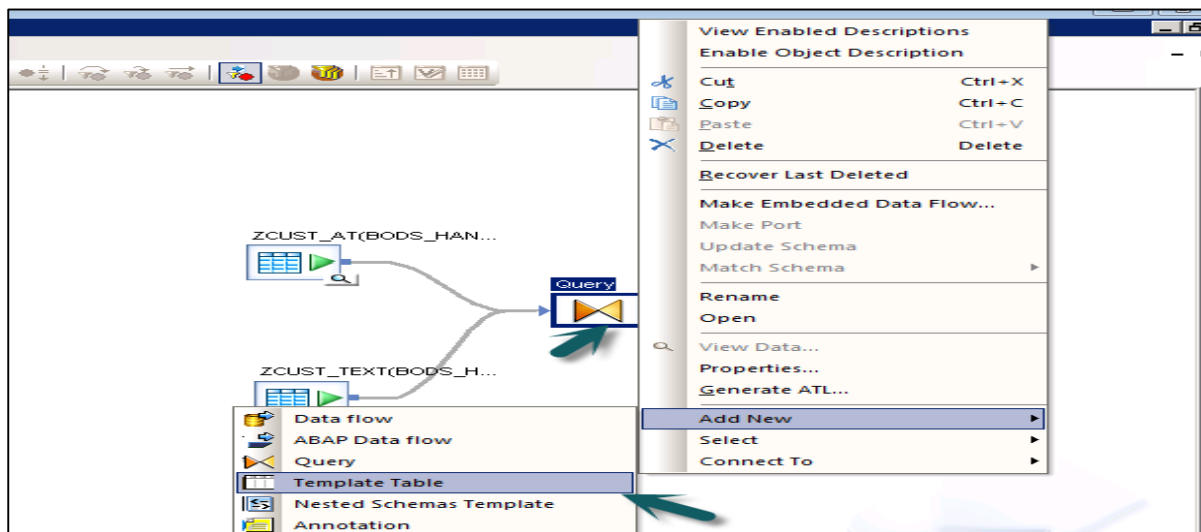 View Enabled Descriptions
Enable Object Description
Cut Ctrl+X
Copy Ctrl+C
Paste Ctrl+V
Delete Delete
Recover Last Deleted
Make Embedded Data Flow...
Make Port
Update Schema
Match Schema
Rename
Open
View Data...
Properties...
Generate ATL...
Add New
Select
Connect To
ZCUST_AT(BODS_HAN...
Query
ZCUST_TEXT(BODS_H...
Data flow
ABAP Data flow
Query
Template Table
Nested Schemas Template
Annotation